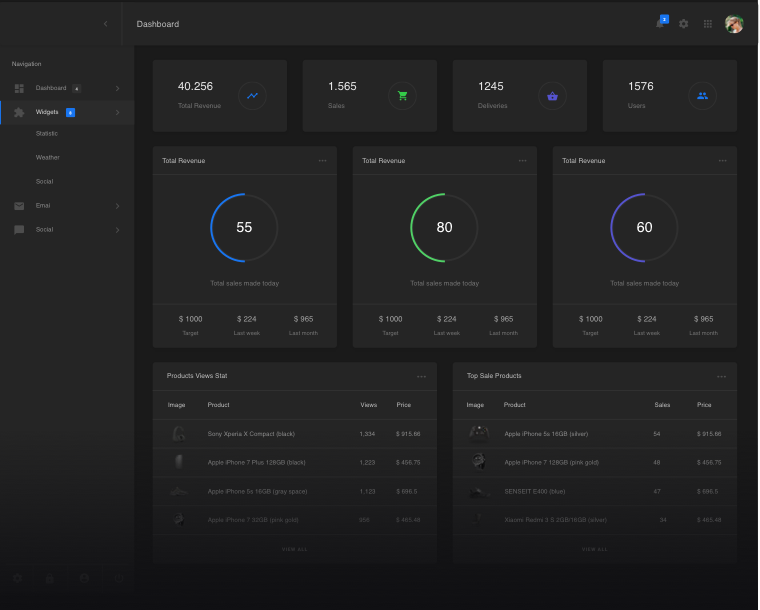 Dashboard
2
Navigation
Dashboard 4
Widgets
Statistic
Weather
Social
Emal
Social
40.256
Total Revenue
1.565
Sales
1245
Deliveries
1576
Users
Total Revenue
55
Total sales made today
$ 1000 $ 224 $ 965
Target Last week Last month
Total Revenue
80
Total sales made today
$ 1000 $ 224 $ 965
Target Last week Last month
Total Revenue
60
Total sales made today
$ 1000 $ 224 $ 965
Target Last week Last month
Products Views Stat
Image Product Views Price
Sony Xperia X Compact (black) 1,334 $ 915.66
Apple iPhone 7 Plus 128GB (black) 1,223 $ 456.75
Apple iPhone 6s 16GB (gray space) 1,123 $ 696.5
Apple iPhone 7 32GB (pink gold) 958 $ 465.48
VIEW ALL
Top Sale Products
Image Product Sales Price
Apple iPhone 5s 16GB (silver) 54 $ 915.66
Apple iPhone 7 128GB (pink gold) 48 $ 456.75
SENSEIT E400 (blue) 47 $ 696.5
Xiaomi Redmi 3 S 2GB/16GB (silver) 34 $ 465.48
VIEW ALL